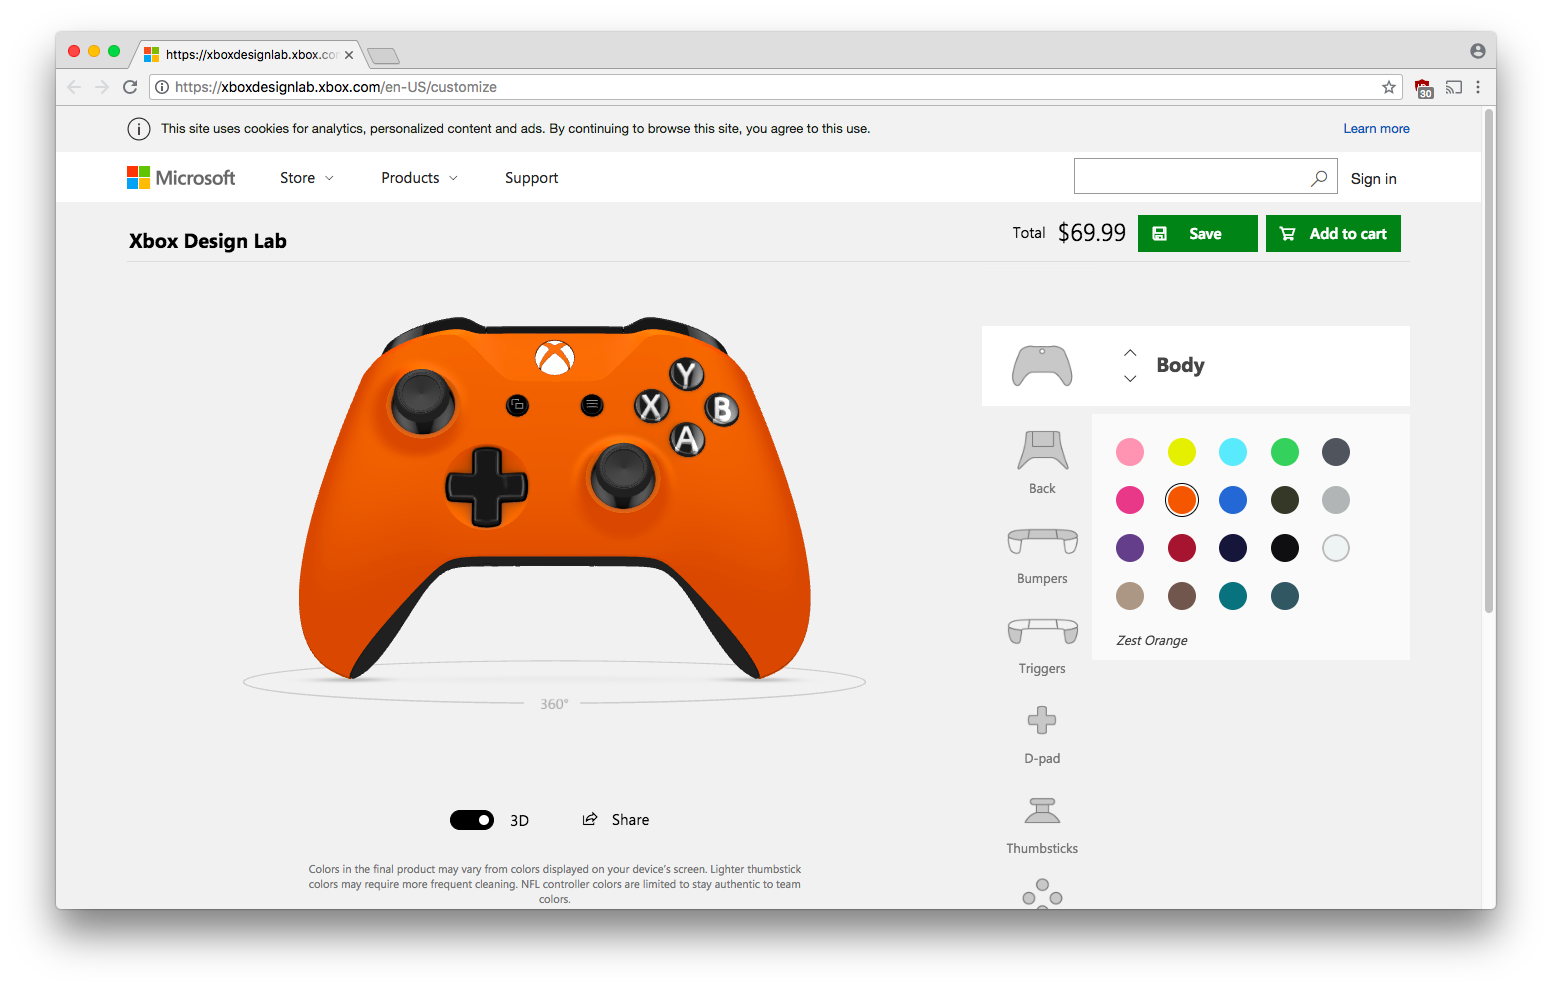 https://xboxdesignlab.xbox.co
https://xboxdesignlab.xbox.com/en-US/customize
30
This site uses cookies for analytics, personalized content and ads. By continuing to browse this site, you agree to this use.
Learn more
Microsoft
Store
Products
Support
Sign in
Xbox Design Lab
Total $69.99
Save
Add to cart
Y
X
B
A
360°
Body
Back
Bumpers
Triggers
D-pad
Thumbsticks
Zest Orange
3D
Share
Colors in the final product may vary from colors displayed on your device's screen. Lighter thumbstick
colors may require more frequent cleaning. NFL controller colors are limited to stay authentic to team
colors.